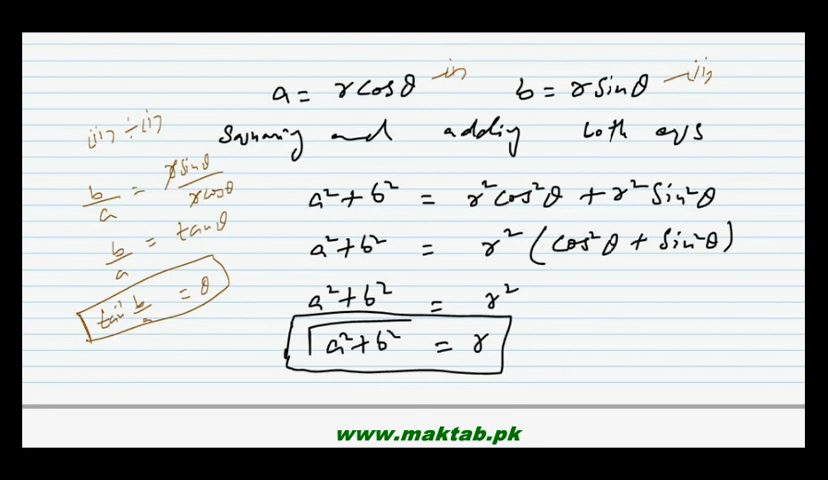 a = r cos θ → (i)    b = r sin θ → (ii)
Squaring and adding both eqs
a² + b² = r² cos² θ + r² sin² θ
a² + b² = r² (cos² θ + sin² θ)
a² + b² = r²
√a² + b² = r
(ii) ÷ (i)
b/a = r sin θ / r cos θ
b/a = tan θ
tan⁻¹ b/a = θ
www.maktab.pk